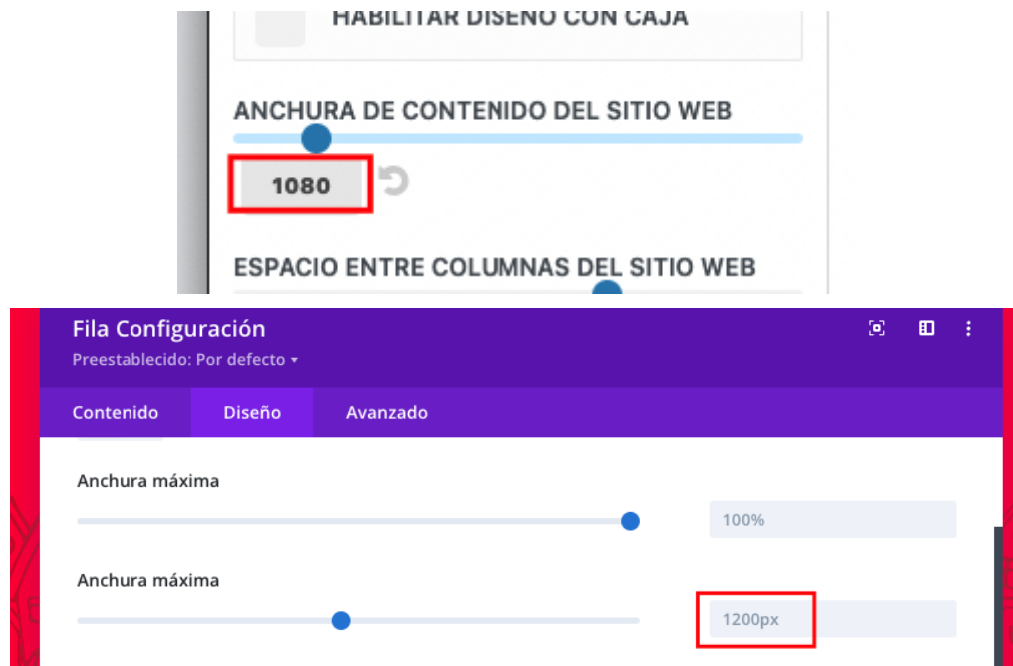 HABILITAR DISEÑO CON CAJA
ANCHURA DE CONTENIDO DEL SITIO WEB
1080
ESPACIO ENTRE COLUMNAS DEL SITIO WEB
Fila Configuración
Preestablecido: Por defecto
Contenido Diseño Avanzado
Anchura máxima
100%
Anchura máxima
1200px